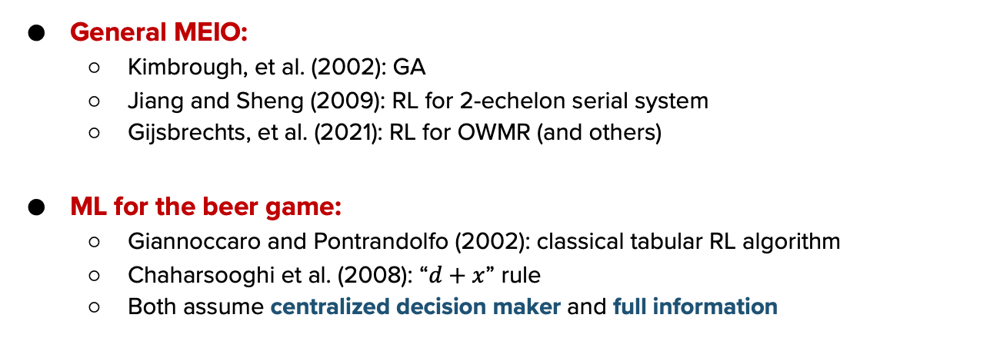 ● General MEIO:
○ Kimbrough, et al. (2002): GA
○ Jiang and Sheng (2009): RL for 2-echelon serial system
○ Gijsbrechts, et al. (2021): RL for OWMR (and others)
● ML for the beer game:
○ Giannoccaro and Pontrandolfo (2002): classical tabular RL algorithm
○ Chaharsooghi et al. (2008): “d + x” rule
○ Both assume centralized decision maker and full information